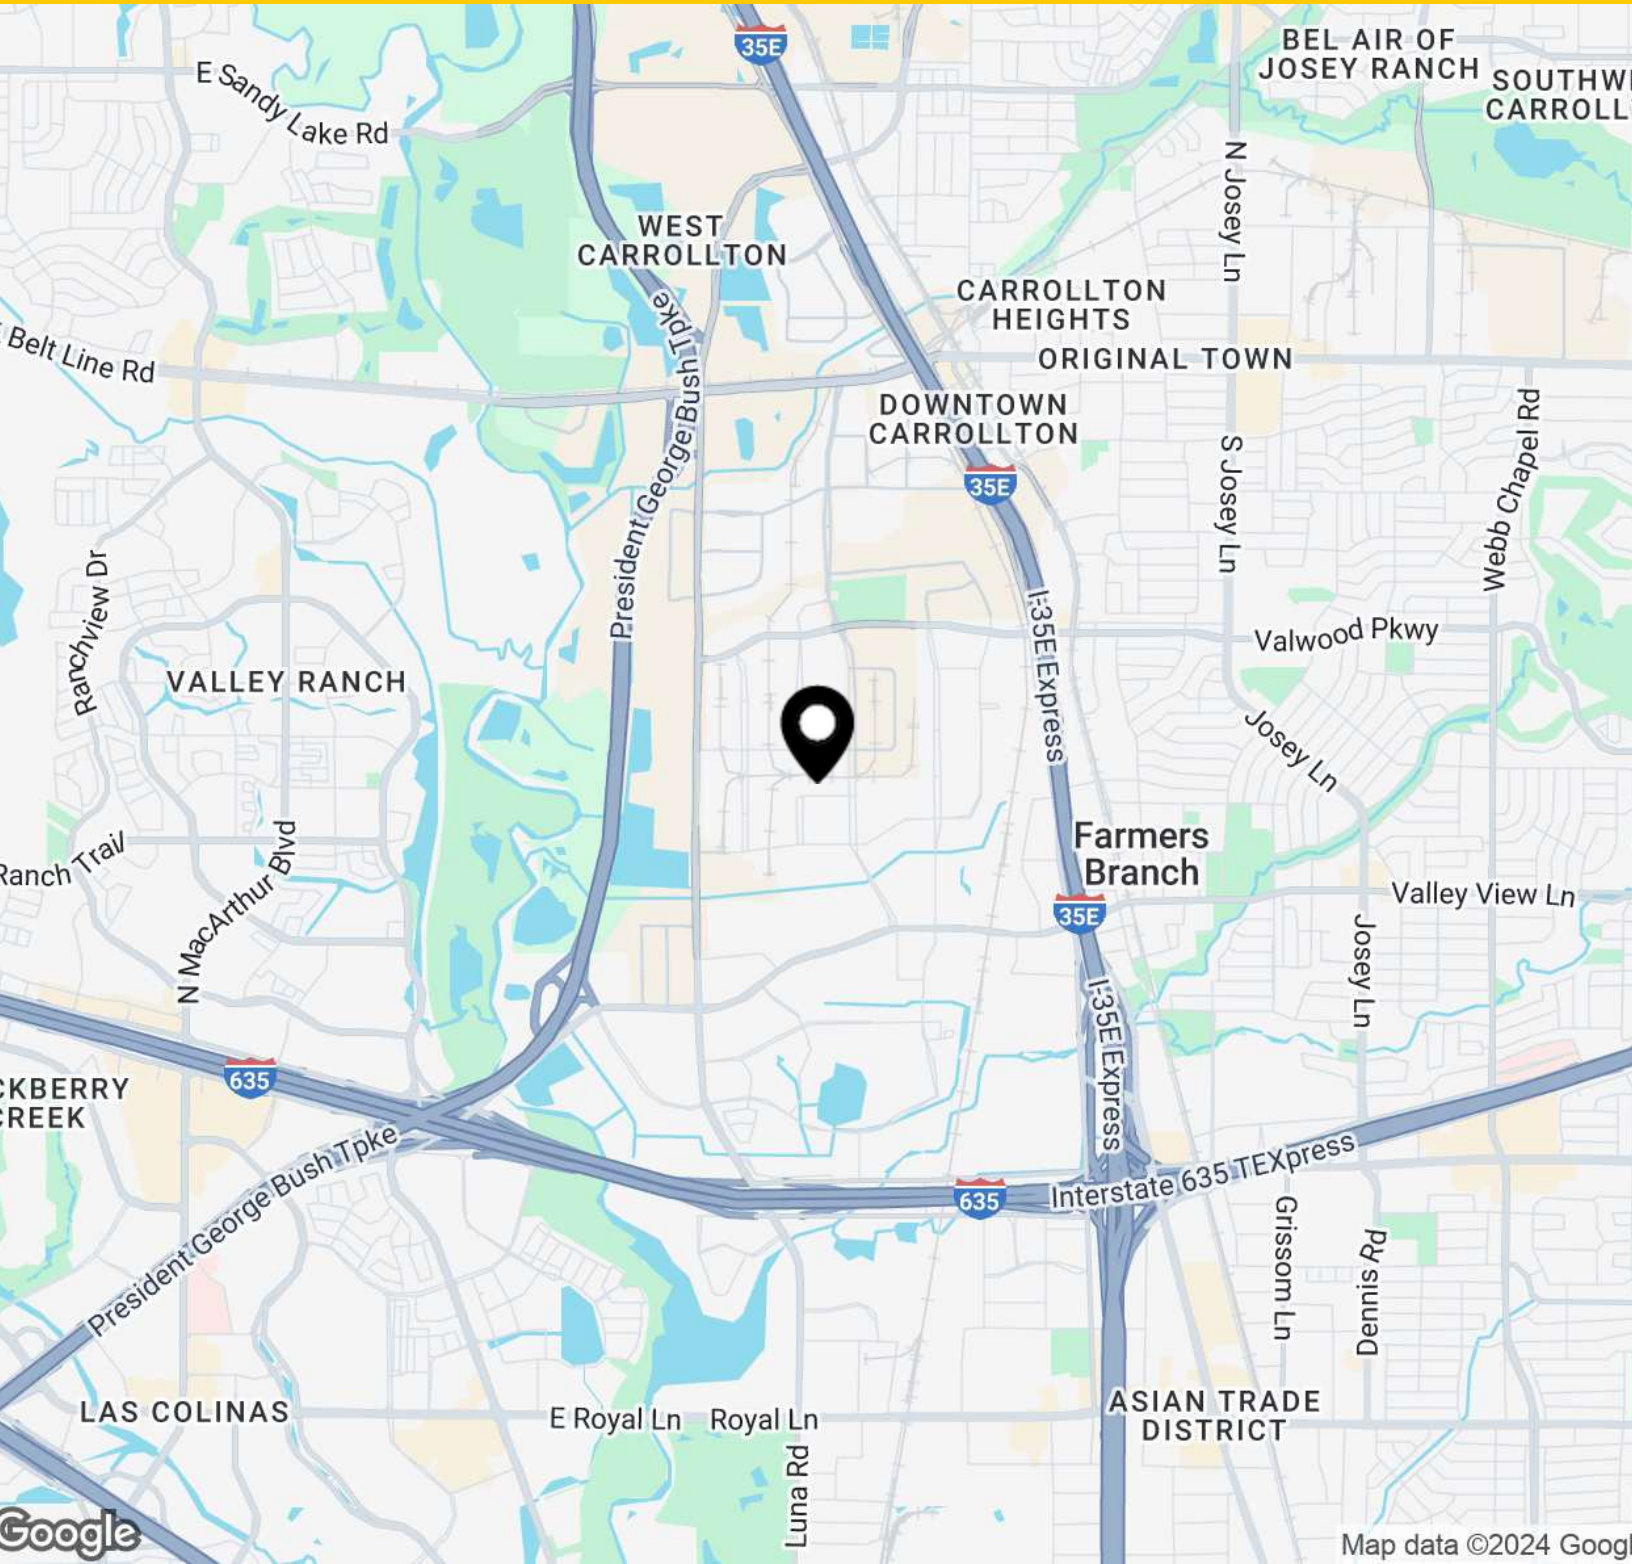 35E
BEL AIR OF
JOSEY RANCH
SOUTHW
CARROLL
E Sandy Lake Rd
N Josey Ln
WEST
CARROLLTON
CARROLLTON
HEIGHTS
Belt Line Rd
President George Bush Tpke
ORIGINAL TOWN
DOWNTOWN
CARROLLTON
35E
S Josey Ln
Webb Chapel Rd
Ranchview Dr
I-35E Express
Valwood Pkwy
VALLEY RANCH
Josey Ln
Farmers
Branch
Ranch Trail
N MacArthur Blvd
Valley View Ln
35E
Josey Ln
I-35E Express
635
CKBERRY
CREEK
President George Bush Tpke
635
Interstate 635 TEXpress
Grissom Ln
Dennis Rd
LAS COLINAS
E Royal Ln
Royal Ln
ASIAN TRADE
DISTRICT
Luna Rd
Google
Map data ©2024 Googl